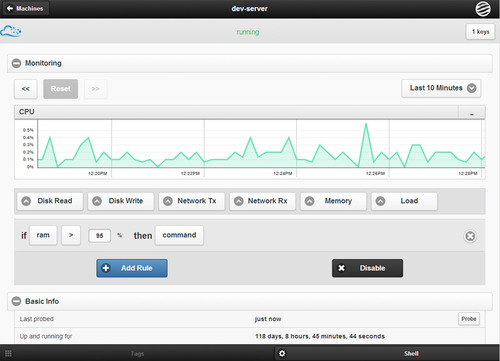 Machines
dev-server
running
1 keys
Monitoring
<<
Reset
>>
Last 10 Minutes
CPU
_
0.5%
0.4%
0.3%
0.2%
0.1%
0%
12:20PM 12:22PM 12:24PM 12:26PM 12:28PM
Disk Read Disk Write Network Tx Network Rx Memory Load
if ram > 95 % then command
Add Rule
Disable
Basic Info
Last probed just now Probe
Up and running for 118 days, 8 hours, 45 minutes, 44 seconds
Tags
Shell